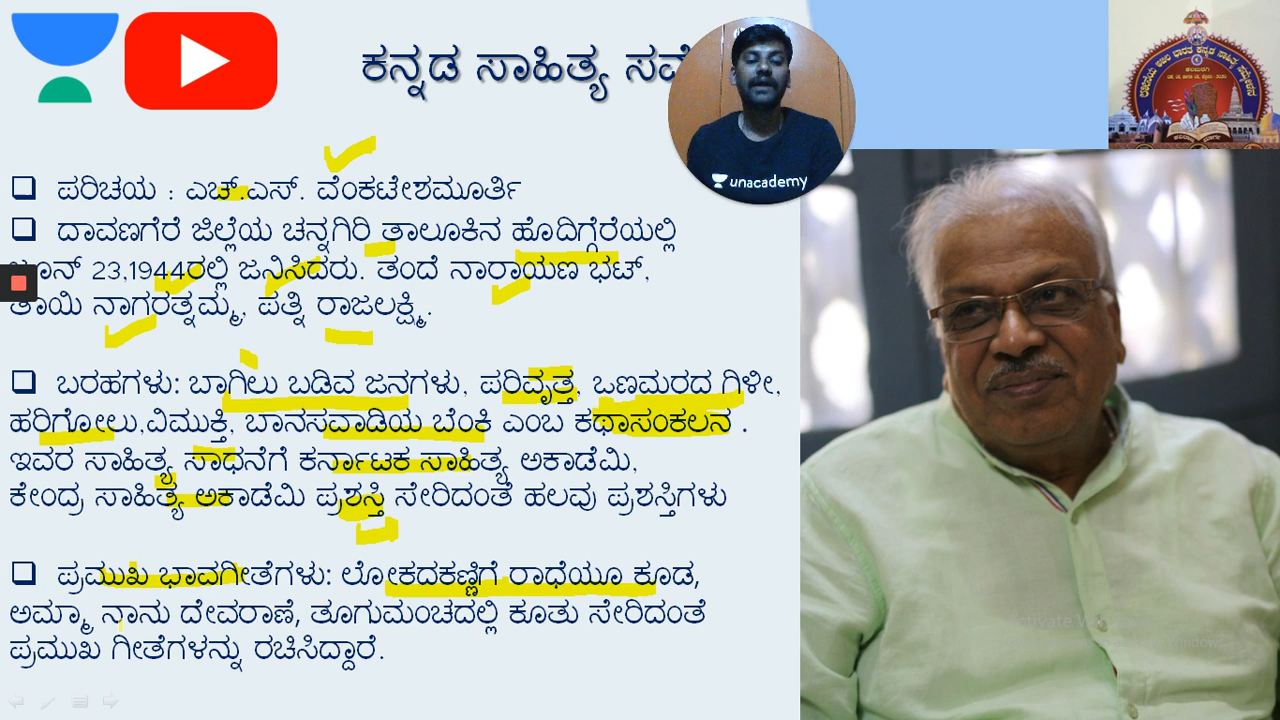 ಕನ್ನಡ ಸಾಹಿತ್ಯ
unacademy
ಪರಿಚಯ : ಎಚ್.ಎಸ್. ವೆಂಕಟೇಶಮೂರ್ತಿ
ದಾವಣಗೆರೆ ಜಿಲ್ಲೆಯ ಚನ್ನಗಿರಿ ತಾಲೂಕಿನ ಹೊದಿಗ್ಗೆರೆಯಲ್ಲಿ
ಜೂನ್ 23,1944ರಲ್ಲಿ ಜನಿಸಿದರು. ತಂದೆ ನಾರಾಯಣ ಭಟ್,
ತಾಯಿ ನಾಗರತ್ನಮ್ಮ, ಪತ್ನಿ ರಾಜಲಕ್ಷ್ಮಿ.
ಬರಹಗಳು: ಬಾಗಿಲು ಬಡಿವ ಜನಗಳು, ಪರಿವೃತ್ತ, ಒಣಮರದ ಗಿಳೀ,
ಹರಿಗೋಲು,ವಿಮುಕ್ತಿ, ಬಾನಸವಾಡಿಯ ಬೆಂಕಿ ಎಂಬ ಕಥಾಸಂಕಲನ .
ಇವರ ಸಾಹಿತ್ಯ ಸಾಧನೆಗೆ ಕರ್ನಾಟಕ ಸಾಹಿತ್ಯ ಅಕಾಡೆಮಿ,
ಕೇಂದ್ರ ಸಾಹಿತ್ಯ ಅಕಾಡೆಮಿ ಪ್ರಶಸ್ತಿ ಸೇರಿದಂತೆ ಹಲವು ಪ್ರಶಸ್ತಿಗಳು
ಪ್ರಮುಖ ಭಾವಗೀತೆಗಳು: ಲೋಕದಕಣ್ಣಿಗೆ ರಾಧೆಯೂ ಕೂಡ,
ಅಮ್ಮಾ ನಾನು ದೇವರಾಣೆ, ತೂಗುಮಂಚದಲ್ಲಿ ಕೂತು ಸೇರಿದಂತೆ
ಪ್ರಮುಖ ಗೀತೆಗಳನ್ನು ರಚಿಸಿದ್ದಾರೆ.